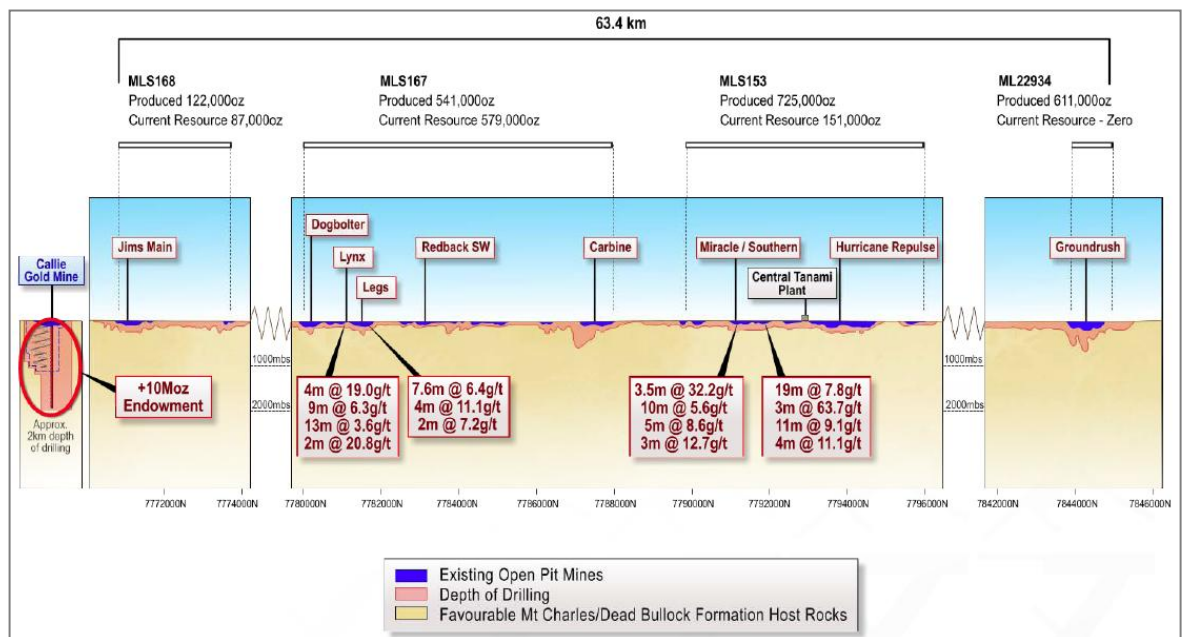 63.4 km
MLS168
Produced 122,000oz
Current Resource 87,000oz
MLS167
Produced 541,000oz
Current Resource 579,000oz
MLS153
Produced 725,000oz
Current Resource 151,000oz
ML22934
Produced 611,000oz
Current Resource - Zero
Callie
Gold Mine
Jims Main
Dogbolter
Lynx
Legs
Redback SW
Carbine
Miracle / Southern
Central Tanami
Plant
Hurricane Repulse
Groundrush
1000mbs
2000mbs
1000mbs
2000mbs
+10Moz
Endowment
Approx.
2km depth
of drilling
4m @ 19.0g/t
9m @ 6.3g/t
13m @ 3.6g/t
2m @ 20.8g/t
7.6m @ 6.4g/t
4m @ 11.1g/t
2m @ 7.2g/t
3.5m @ 32.2g/t
10m @ 5.6g/t
5m @ 8.6g/t
3m @ 12.7g/t
19m @ 7.8g/t
3m @ 63.7g/t
11m @ 9.1g/t
4m @ 11.1g/t
7772000N
7774000N
7780000N
7782000N
7784000N
7786000N
7788000N
7790000N
7792000N
7794000N
7796000N
7842000N
7844000N
7846000N
Existing Open Pit Mines
Depth of Drilling
Favourable Mt Charles/Dead Bullock Formation Host Rocks